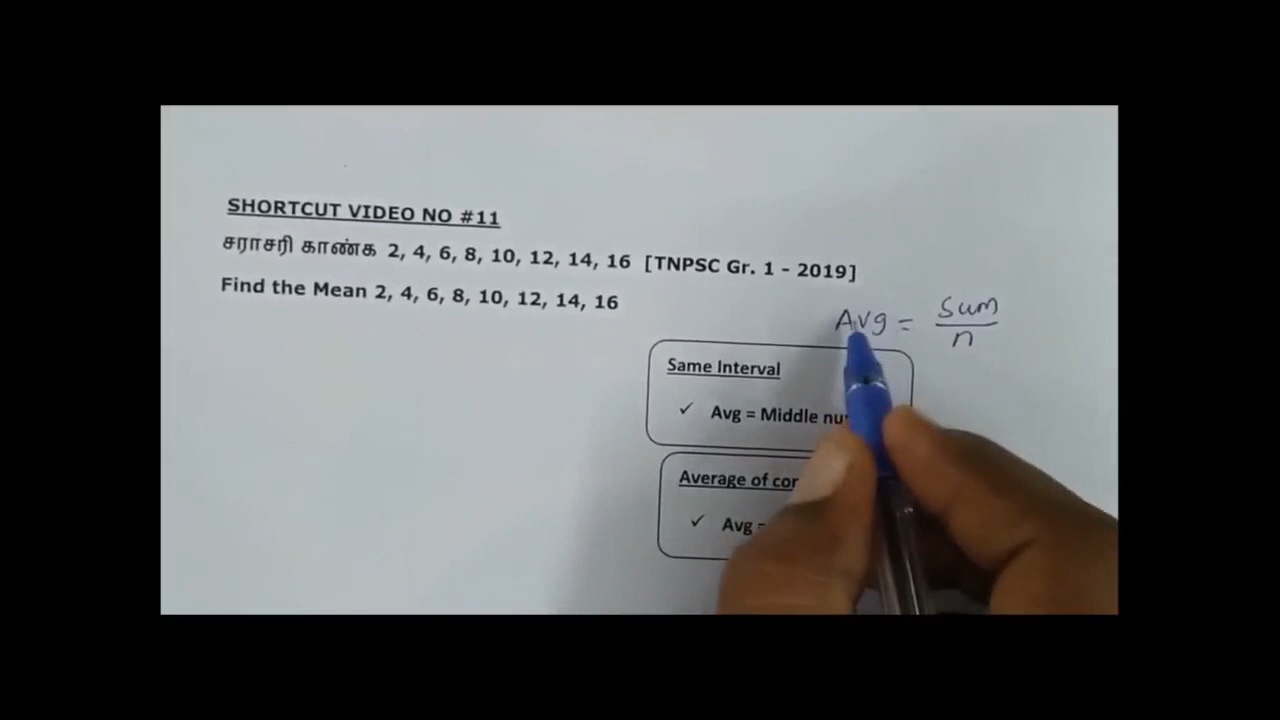 SHORTCUT VIDEO NO #11
சராசரி காண்க 2, 4, 6, 8, 10, 12, 14, 16 [TNPSC Gr. 1 - 2019]
Find the Mean 2, 4, 6, 8, 10, 12, 14, 16
Avg = Sum
n
Same Interval
✓ Avg = Middle
Average of
✓ Avg =